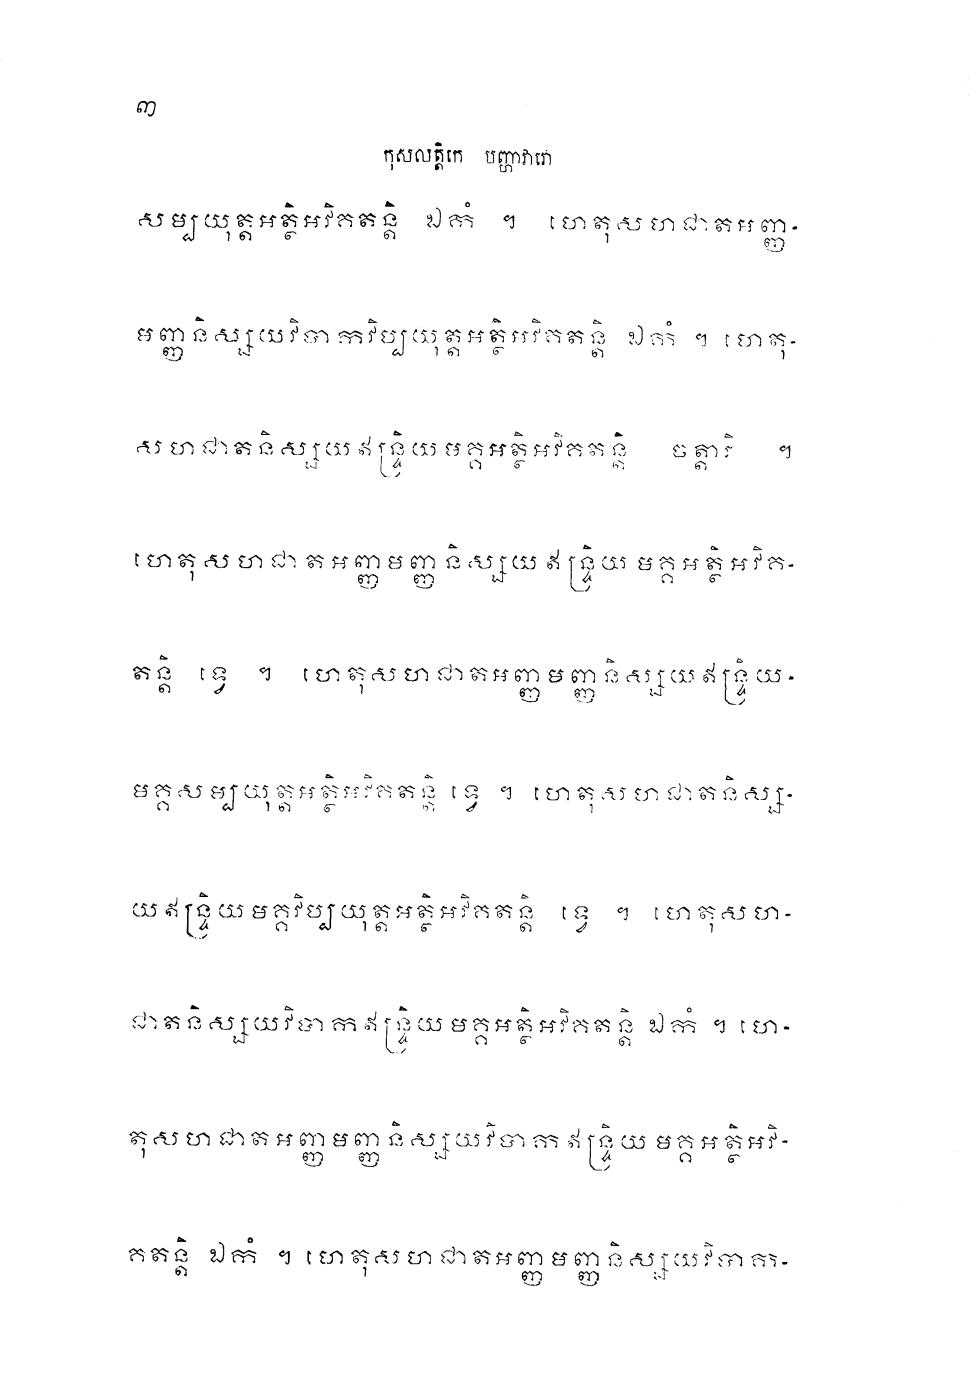 ៣
កុសលត្តិកេ បញ្ហាវារោ
សម្បយុត្តអត្ថិអវិគតន្តិ ឯកំ ។ ហេតុសហជាតអញ្ញ-
មញ្ញនិស្សយវិបាកវិប្បយុត្តអត្ថិអវិគតន្តិ ឯកំ ។ ហេតុ-
សហជាតនិស្សយឥន្ទ្រិយមគ្គអត្ថិអវិគតន្តិ ចត្តារិ ។
ហេតុសហជាតអញ្ញមញ្ញនិស្សយឥន្ទ្រិយមគ្គអត្ថិអវិគ-
តន្តិ ទ្វេ ។ ហេតុសហជាតអញ្ញមញ្ញនិស្សយឥន្ទ្រិយ-
មគ្គសម្បយុត្តអត្ថិអវិគតន្តិ ទ្វេ ។ ហេតុសហជាតនិស្ស-
យឥន្ទ្រិយមគ្គវិប្បយុត្តអត្ថិអវិគតន្តិ ទ្វេ ។ ហេតុសហ-
ជាតនិស្សយវិបាកឥន្ទ្រិយមគ្គអត្ថិអវិគតន្តិ ឯកំ ។ ហេ-
តុសហជាតអញ្ញមញ្ញនិស្សយវិបាកឥន្ទ្រិយមគ្គអត្ថិអវិ-
គតន្តិ ឯកំ ។ ហេតុសហជាតអញ្ញមញ្ញនិស្សយវិបាក-